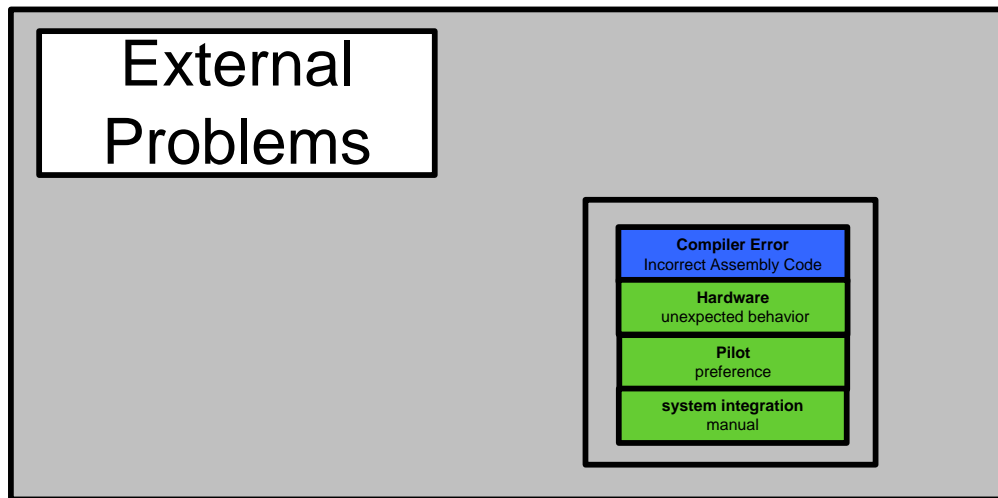 External
Problems
Compiler Error
Incorrect Assembly Code
Hardware
unexpected behavior
Pilot
preference
system integration
manual